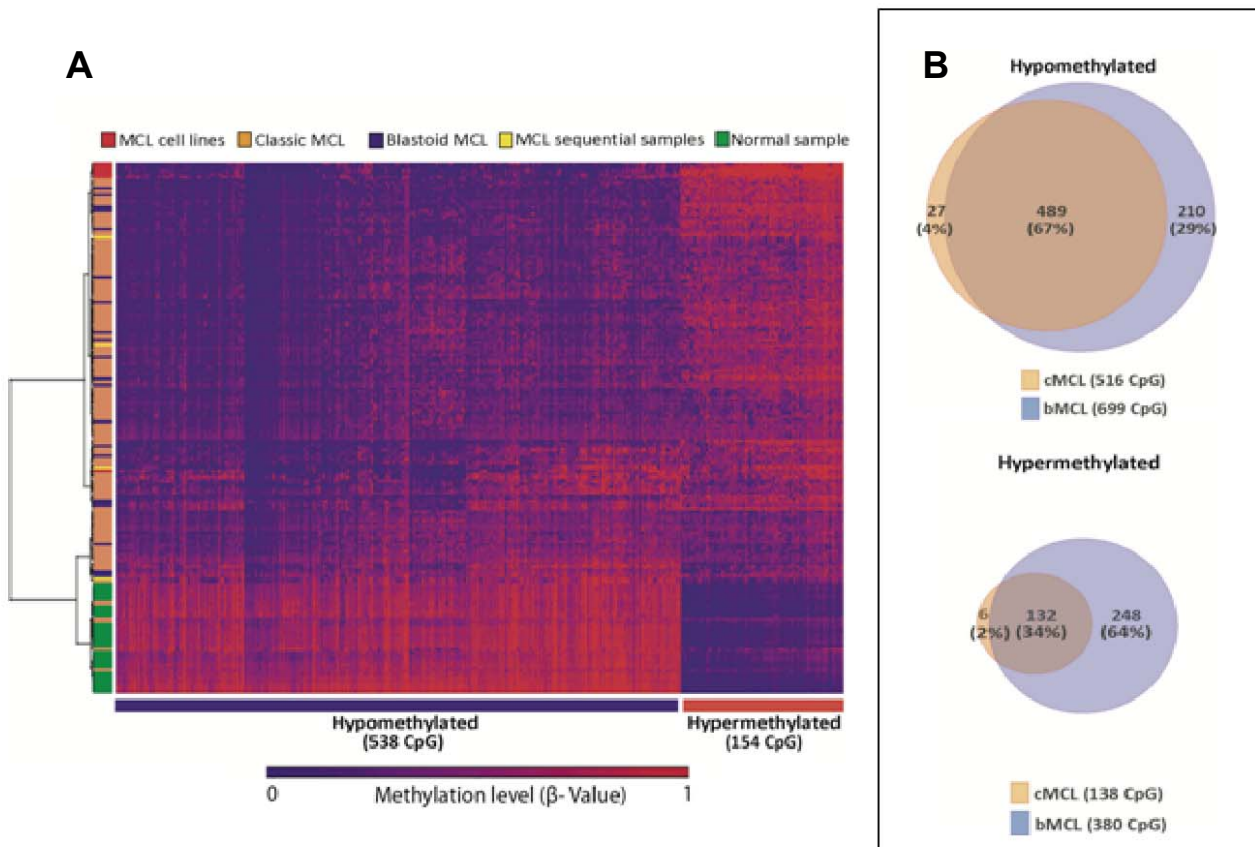 A
MCL cell lines Classic MCL Blastoid MCL MCL sequential samples Normal sample
Hypomethylated
(538 CpG)
Hypermethylated
(154 CpG)
0 Methylation level (β- Value) 1
B
Hypomethylated
27
(4%)
489
(67%)
210
(29%)
cMCL (516 CpG)
bMCL (699 CpG)
Hypermethylated
6
(2%)
132
(34%)
248
(64%)
cMCL (138 CpG)
bMCL (380 CpG)